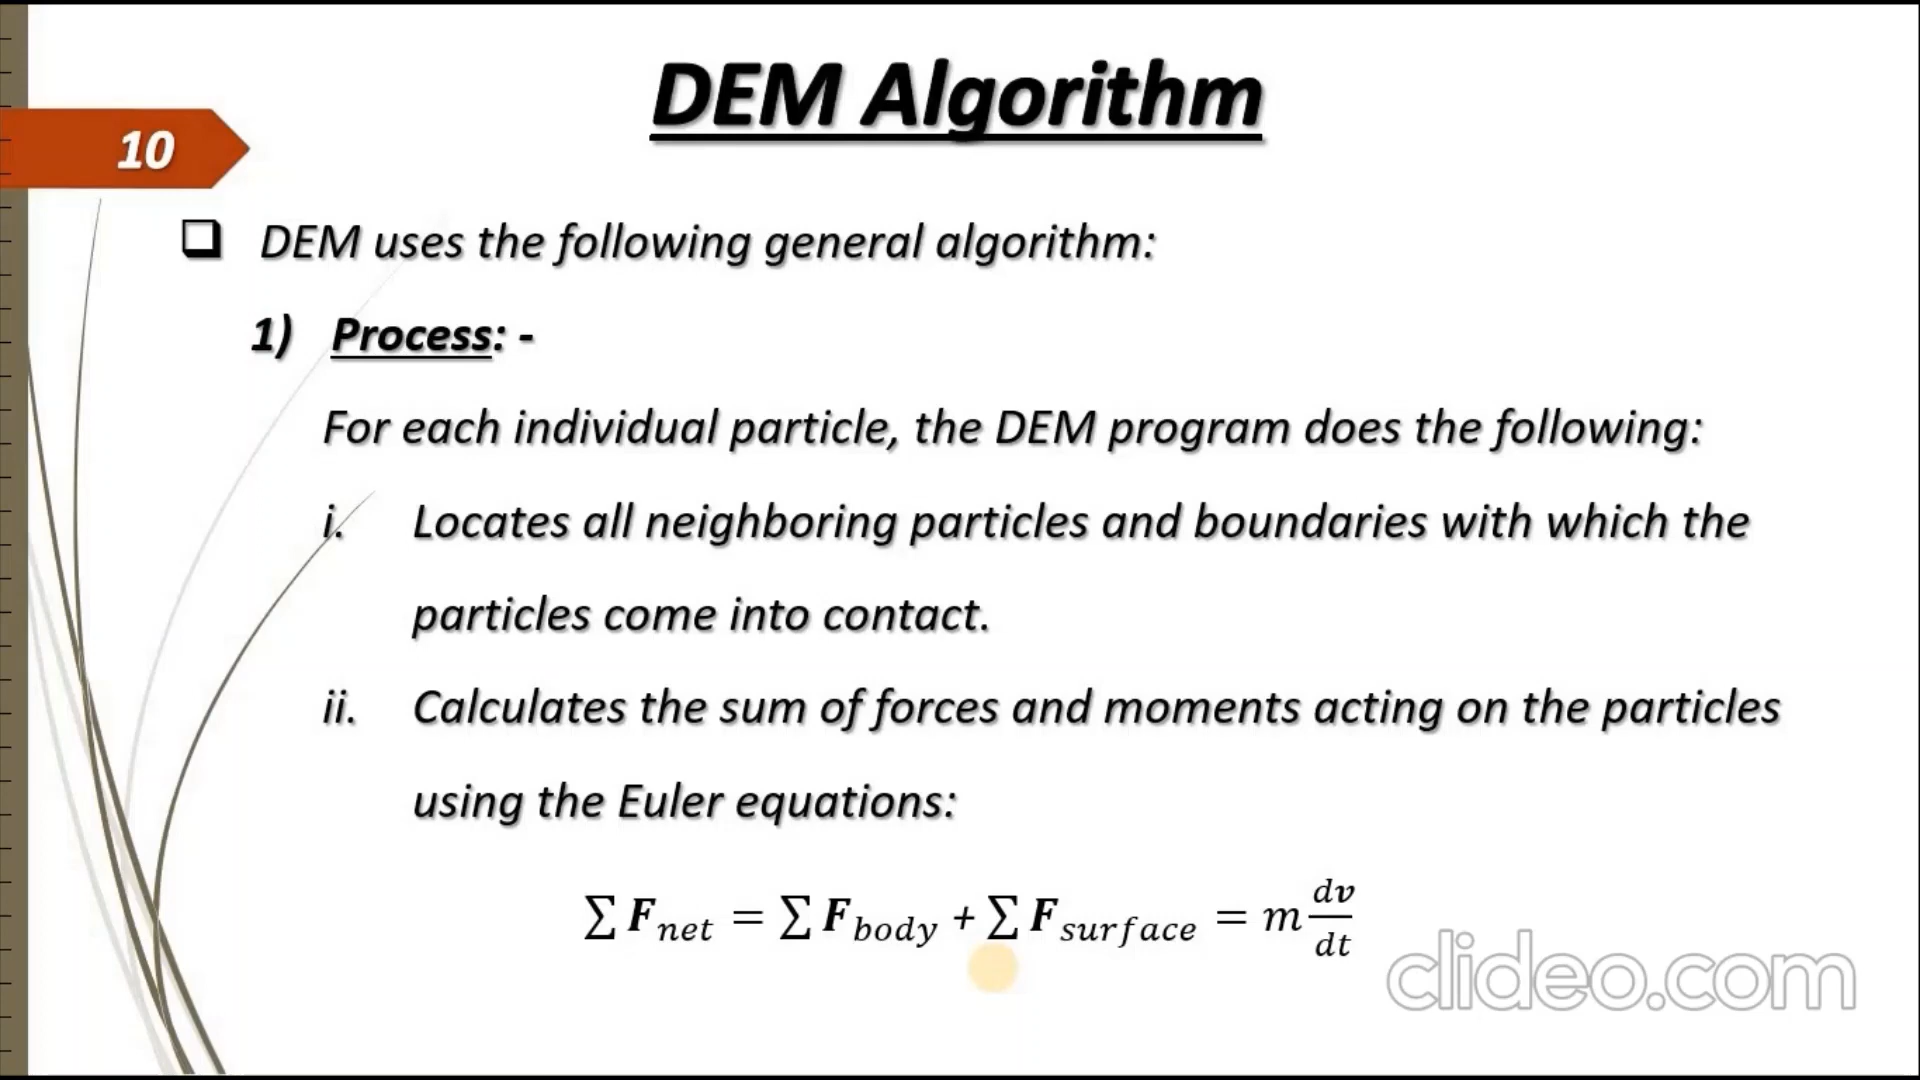 DEM Algorithm
10
❑ DEM uses the following general algorithm:
1) Process: -
For each individual particle, the DEM program does the following:
i. Locates all neighboring particles and boundaries with which the
particles come into contact.
ii. Calculates the sum of forces and moments acting on the particles
using the Euler equations:
∑ F_net = ∑ F_body + ∑ F_surface = m dv/dt
clideo.com